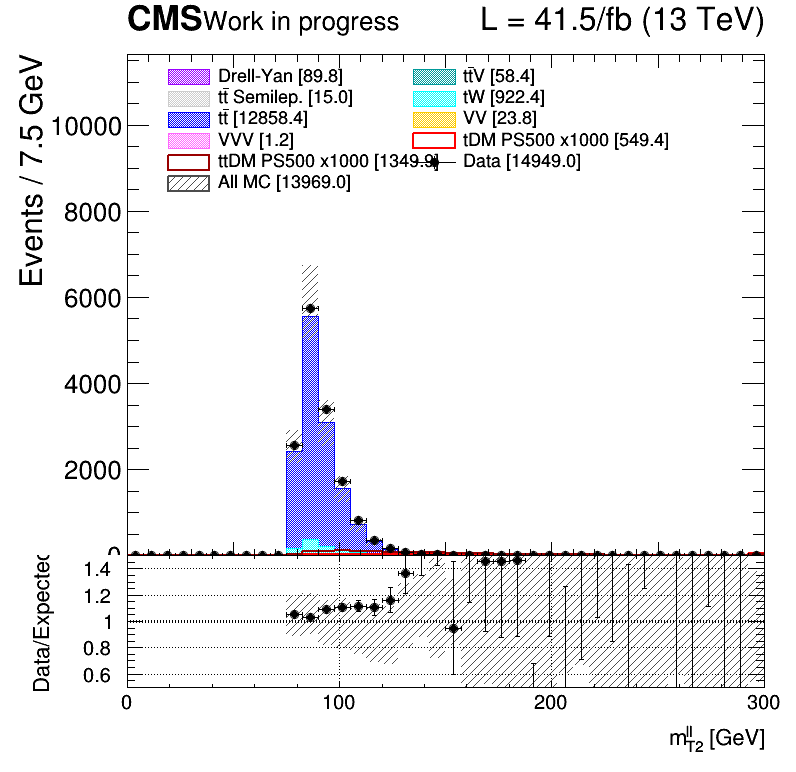 CMS Work in progress L = 41.5/fb (13 TeV)
Events / 7.5 GeV
Drell-Yan [89.8] tt̄V [58.4]
tt̄ Semilep. [15.0] tW [922.4]
tt̄ [12858.4] VV [23.8]
VVV [1.2] tDM PS500 x1000 [549.4]
ttDM PS500 x1000 [1349.9] Data [14949.0]
All MC [13969.0]
10000
8000
6000
4000
2000
0
Data/Expected
1.4
1.2
1
0.8
0.6
0 100 200 300
m_{T2}^{ll} [GeV]